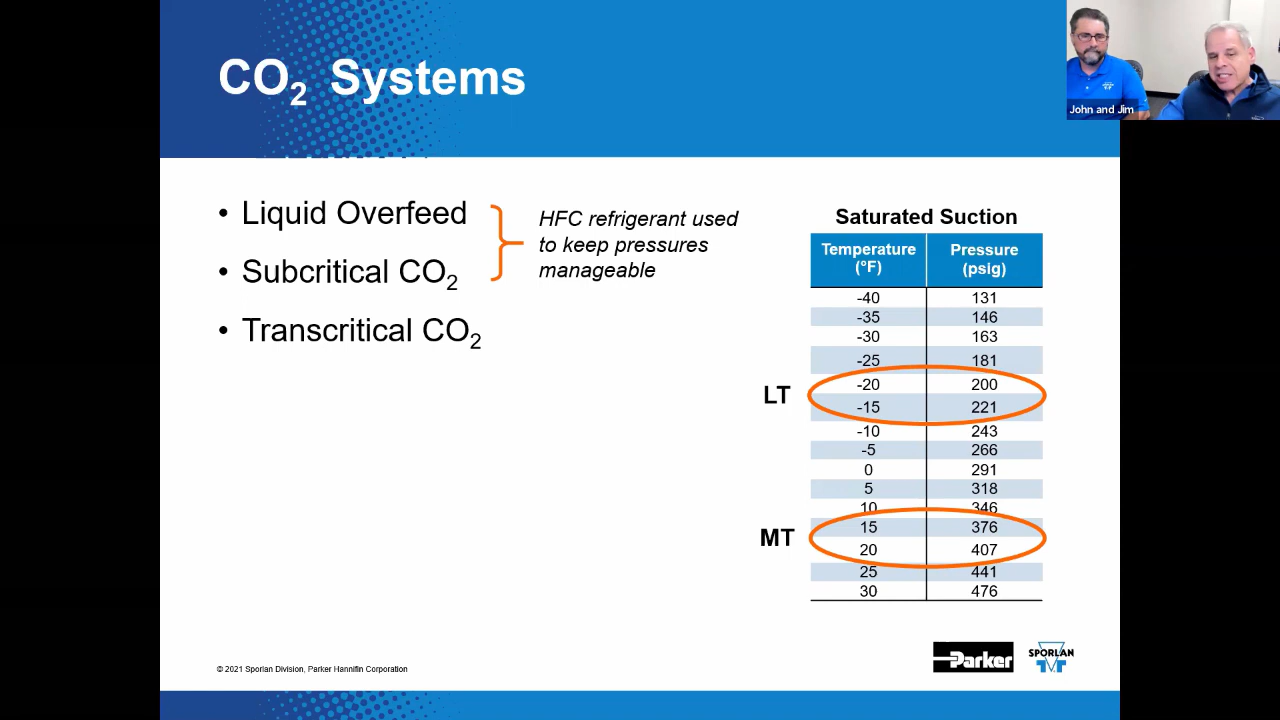 CO2 Systems
John and Jim
• Liquid Overfeed
• Subcritical CO2
• Transcritical CO2
HFC refrigerant used
to keep pressures
manageable
Saturated Suction
Temperature (°F) Pressure (psig)
-40 131
-35 146
-30 163
-25 181
-20 200
LT
-15 221
-10 243
-5 266
0 291
5 318
10 346
15 376
MT
20 407
25 441
30 476
© 2021 Sporlan Division, Parker Hannifin Corporation
Parker
SPORLAN